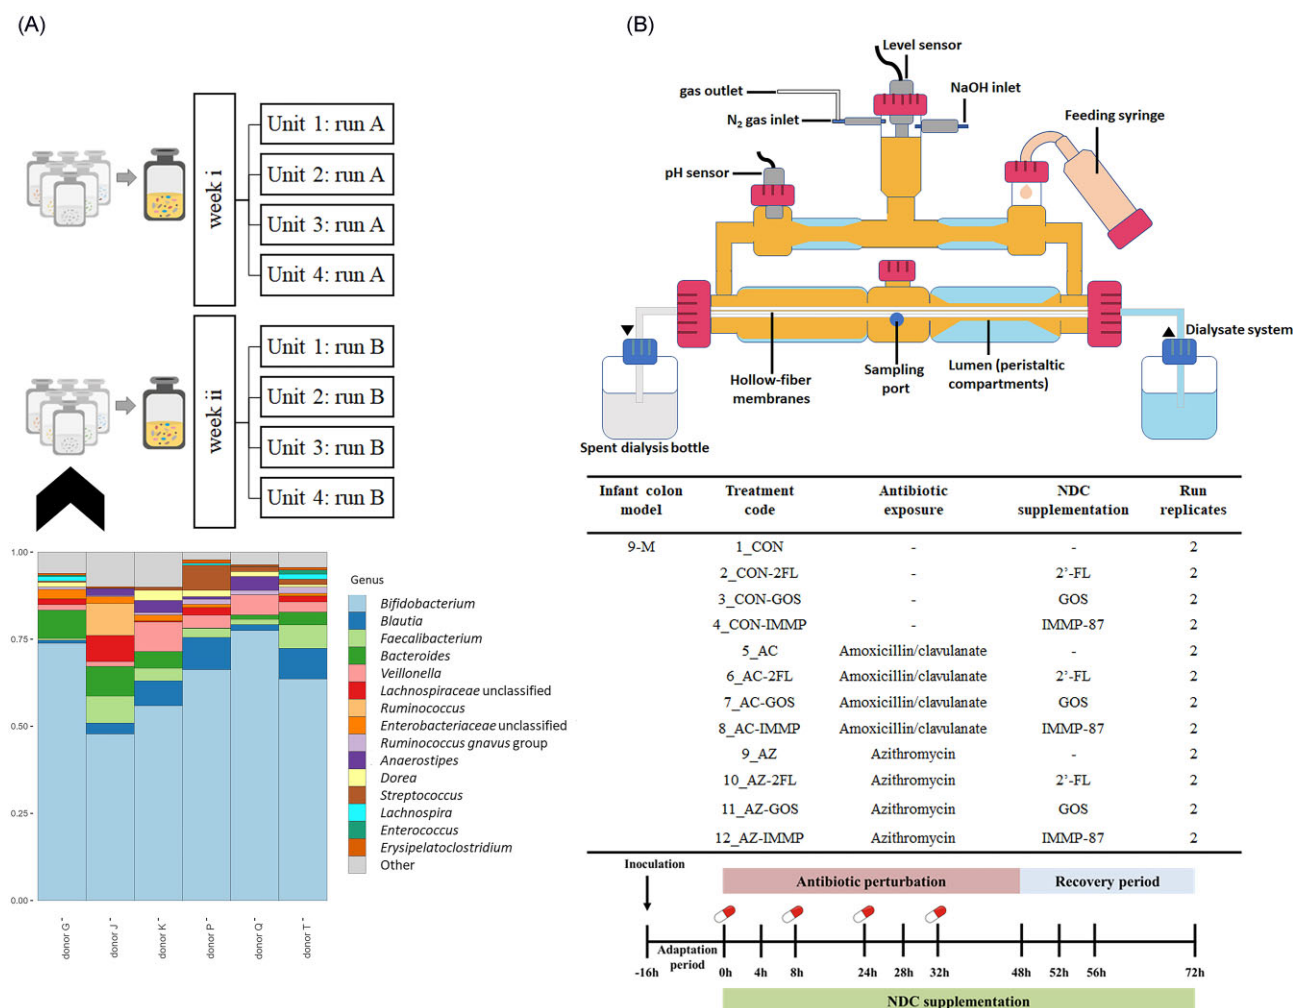 (A)
week i
Unit 1: run A
Unit 2: run A
Unit 3: run A
Unit 4: run A
week ii
Unit 1: run B
Unit 2: run B
Unit 3: run B
Unit 4: run B
1.00
0.75
0.50
0.25
0.00
donor G
donor J
donor K
donor P
donor Q
donor T
Genus
Bifidobacterium
Blautia
Faecalibacterium
Bacteroides
Veillonella
Lachnospiraceae unclassified
Ruminococcus
Enterobacteriaceae unclassified
Ruminococcus gnavus group
Anaerostipes
Dorea
Streptococcus
Lachnospira
Enterococcus
Erysipelatoclostridium
Other
(B)
Level sensor
gas outlet
NaOH inlet
N₂ gas inlet
Feeding syringe
pH sensor
Dialysate system
Hollow-fiber
membranes
Sampling
port
Lumen (peristaltic
compartments)
Spent dialysis bottle
Infant colon model Treatment code Antibiotic exposure NDC supplementation Run replicates
9-M 1_CON - - 2
2_CON-2FL - 2'-FL 2
3_CON-GOS - GOS 2
4_CON-IMMP - IMMP-87 2
5_AC Amoxicillin/clavulanate - 2
6_AC-2FL Amoxicillin/clavulanate 2'-FL 2
7_AC-GOS Amoxicillin/clavulanate GOS 2
8_AC-IMMP Amoxicillin/clavulanate IMMP-87 2
9_AZ Azithromycin - 2
10_AZ-2FL Azithromycin 2'-FL 2
11_AZ-GOS Azithromycin GOS 2
12_AZ-IMMP Azithromycin IMMP-87 2
Inoculation
Antibiotic perturbation
Recovery period
Adaptation
period
-16h 0h 4h 8h 24h 28h 32h 48h 52h 56h 72h
NDC supplementation